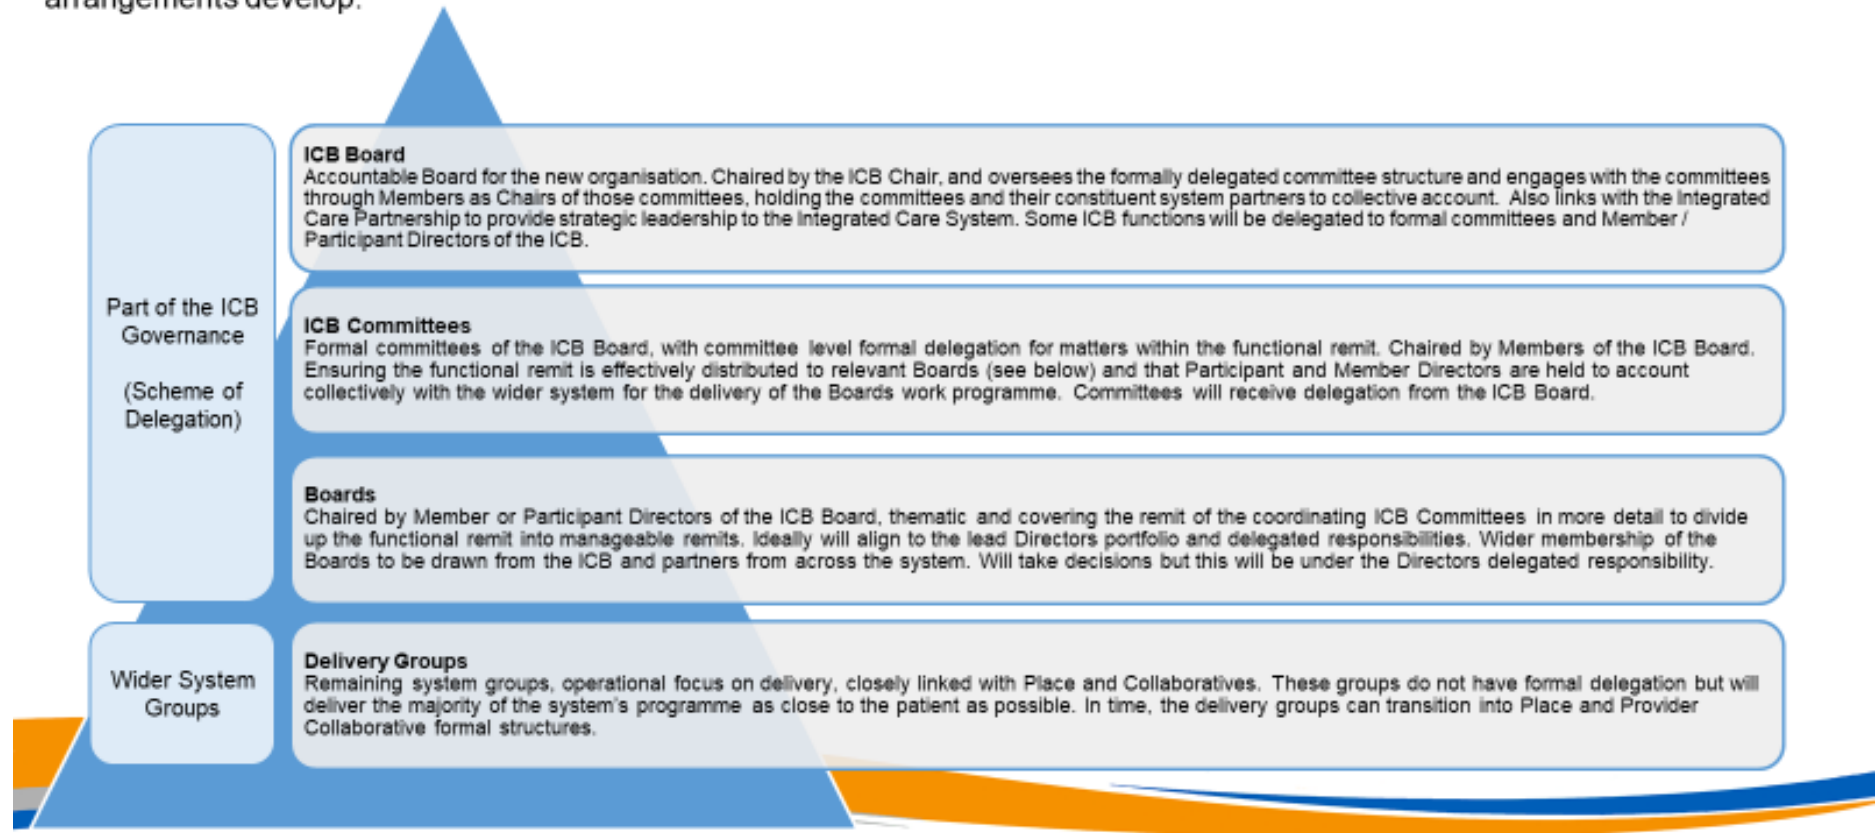 arrangements develop.
ICB Board
Accountable Board for the new organisation. Chaired by the ICB Chair, and oversees the formally delegated committee structure and engages with the committees
through Members as Chairs of those committees, holding the committees and their constituent system partners to collective account. Also links with the Integrated
Care Partnership to provide strategic leadership to the Integrated Care System. Some ICB functions will be delegated to formal committees and Member /
Participant Directors of the ICB.
Part of the ICB
Governance
(Scheme of
Delegation)
ICB Committees
Formal committees of the ICB Board, with committee level formal delegation for matters within the functional remit. Chaired by Members of the ICB Board.
Ensuring the functional remit is effectively distributed to relevant Boards (see below) and that Participant and Member Directors are held to account
collectively with the wider system for the delivery of the Boards work programme. Committees will receive delegation from the ICB Board.
Boards
Chaired by Member or Participant Directors of the ICB Board, thematic and covering the remit of the coordinating ICB Committees in more detail to divide
up the functional remit into manageable remits. Ideally will align to the lead Directors portfolio and delegated responsibilities. Wider membership of the
Boards to be drawn from the ICB and partners from across the system. Will take decisions but this will be under the Directors delegated responsibility.
Wider System
Groups
Delivery Groups
Remaining system groups, operational focus on delivery, closely linked with Place and Collaboratives. These groups do not have formal delegation but will
deliver the majority of the system's programme as close to the patient as possible. In time, the delivery groups can transition into Place and Provider
Collaborative formal structures.